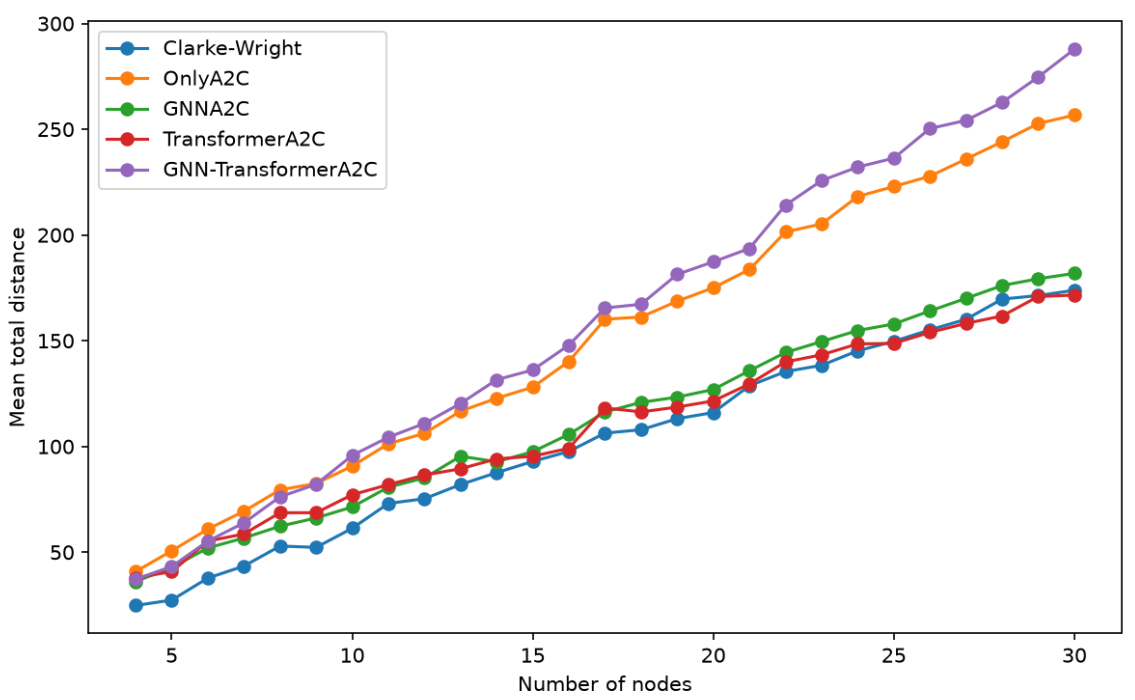 300
250
200
150
100
50
Mean total distance
Clarke-Wright
OnlyA2C
GNNA2C
TransformerA2C
GNN-TransformerA2C
5 10 15 20 25 30
Number of nodes